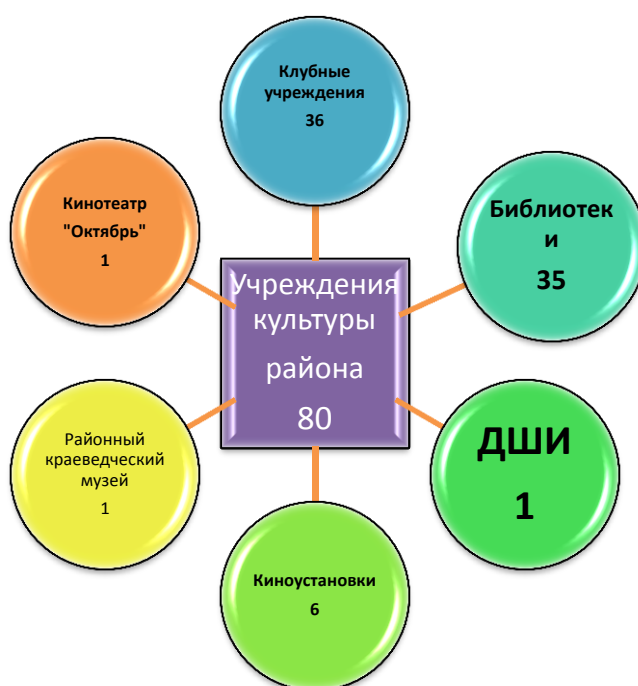 Клубные
учреждения
36
Кинотеатр
"Октябрь"
1
Библиотек
и
35
Учреждения
культуры
района
80
Районный
краеведческий
музей
1
ДШИ
1
Киноустановки
6